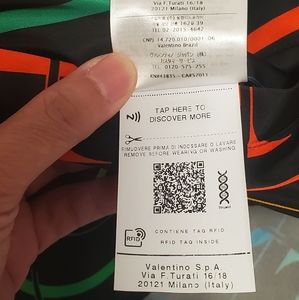 Via F.Turati 16/18
20121 Milano (Italy)
TEL 02-2015-4647
Valentino Brazil
TAP HERE TO
DISCOVER MORE
RIMUOVERE PRIMA DI INDOSSARE O LAVARE
REMOVE BEFORE WEARING OR WASHING
RFID
CONTIENE TAG RFID
RFID TAG INSIDE
Valentino S.p.A.
Via F.Turati 16/18
20121 Milano (Italy)